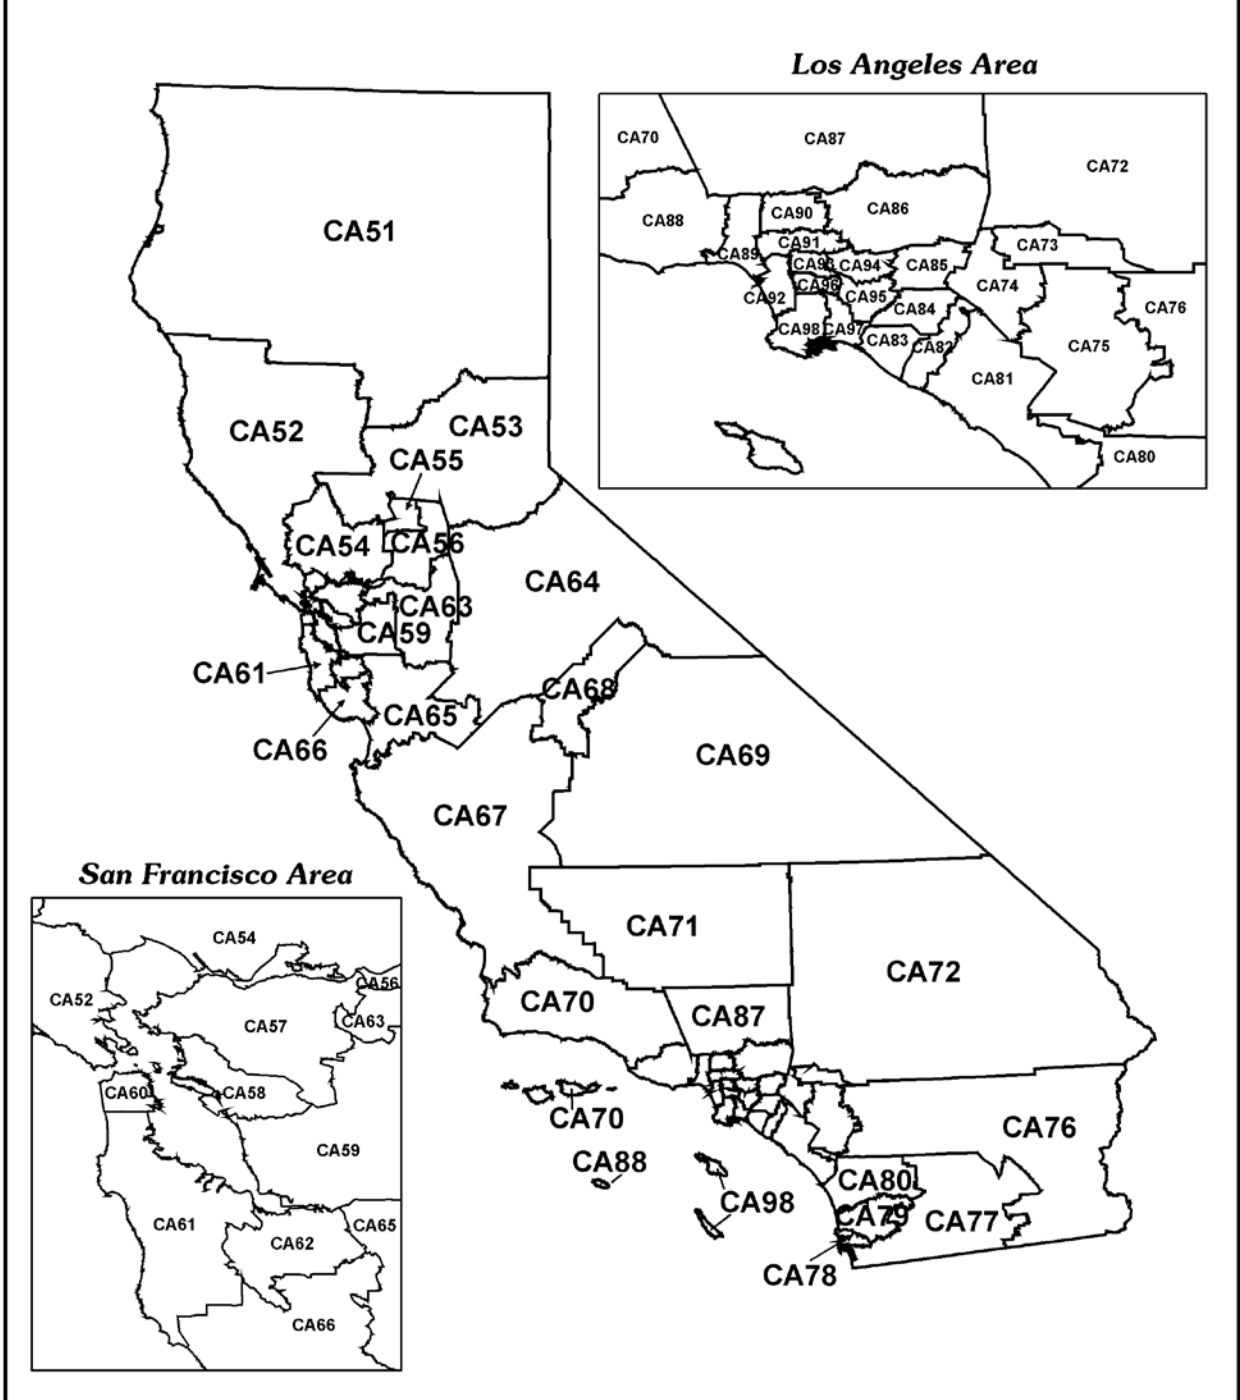 Los Angeles Area
CA70
CA87
CA72
CA88
CA90
CA86
CA91
CA89
CA93
CA94
CA85
CA73
CA74
CA96
CA95
CA92
CA84
CA76
CA98
CA97
CA83
CA82
CA75
CA81
CA80
CA51
CA52
CA53
CA55
CA54
CA56
CA64
CA63
CA59
CA61
CA68
CA65
CA66
CA69
CA67
San Francisco Area
CA54
CA52
CA56
CA57
CA63
CA60
CA58
CA59
CA61
CA62
CA65
CA66
CA71
CA72
CA70
CA87
CA70
CA76
CA88
CA98
CA80
CA79
CA77
CA78